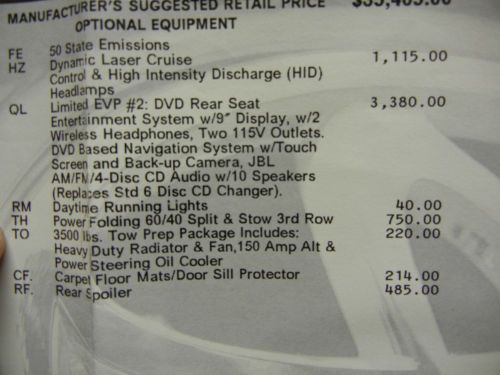 MANUFACTURER'S SUGGESTED RETAIL PRICE
OPTIONAL EQUIPMENT
FE 50 State Emissions
HZ Dynamic Laser Cruise 1,115.00
Control & High Intensity Discharge (HID)
Headlamps
QL Limited EVP #2: DVD Rear Seat 3,380.00
Entertainment System w/9" Display, w/2
Wireless Headphones, Two 115V Outlets.
DVD Based Navigation System w/Touch
Screen and Back-up Camera, JBL
AM/FM/4-Disc CD Audio w/10 Speakers
(Replaces Std 6 Disc CD Changer).
RM Daytime Running Lights 40.00
TH Power Folding 60/40 Split & Stow 3rd Row 750.00
TO 3500 lbs. Tow Prep Package Includes: 220.00
Heavy Duty Radiator & Fan,150 Amp Alt &
Power Steering Oil Cooler
CF. Carpet Floor Mats/Door Sill Protector 214.00
RF. Rear Spoiler 485.00